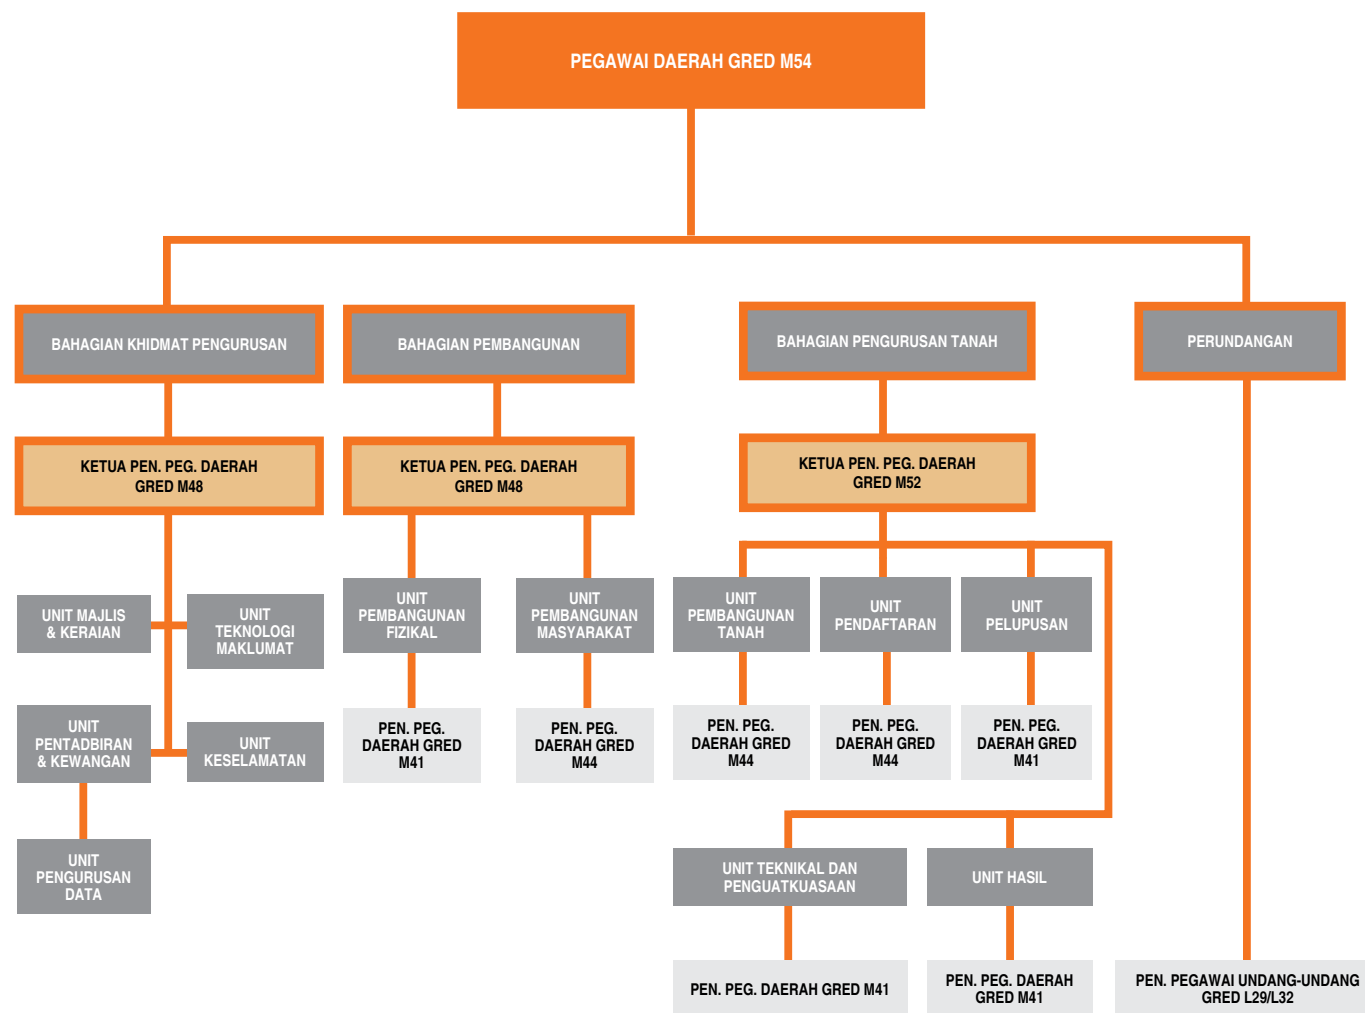 PEGAWAI DAERAH GRED M54
BAHAGIAN KHIDMAT PENGURUSAN
BAHAGIAN PEMBANGUNAN
BAHAGIAN PENGURUSAN TANAH
PERUNDANGAN
KETUA PEN. PEG. DAERAH
GRED M48
KETUA PEN. PEG. DAERAH
GRED M48
KETUA PEN. PEG. DAERAH
GRED M52
UNIT MAJLIS
& KERAIAN
UNIT
TEKNOLOGI
MAKLUMAT
UNIT
PEMBANGUNAN
FIZIKAL
UNIT
PEMBANGUNAN
MASYARAKAT
UNIT
PEMBANGUNAN
TANAH
UNIT
PENDAFTARAN
UNIT
PELUPUSAN
UNIT
PENTADBIRAN
& KEWANGAN
UNIT
KESELAMATAN
PEN. PEG.
DAERAH GRED
M41
PEN. PEG.
DAERAH GRED
M44
PEN. PEG.
DAERAH GRED
M44
PEN. PEG.
DAERAH GRED
M44
PEN. PEG.
DAERAH GRED
M41
UNIT
PENGURUSAN
DATA
UNIT TEKNIKAL DAN
PENGUATKUASAAN
UNIT HASIL
PEN. PEG. DAERAH GRED M41
PEN. PEG. DAERAH
GRED M41
PEN. PEGAWAI UNDANG-UNDANG
GRED L29/L32